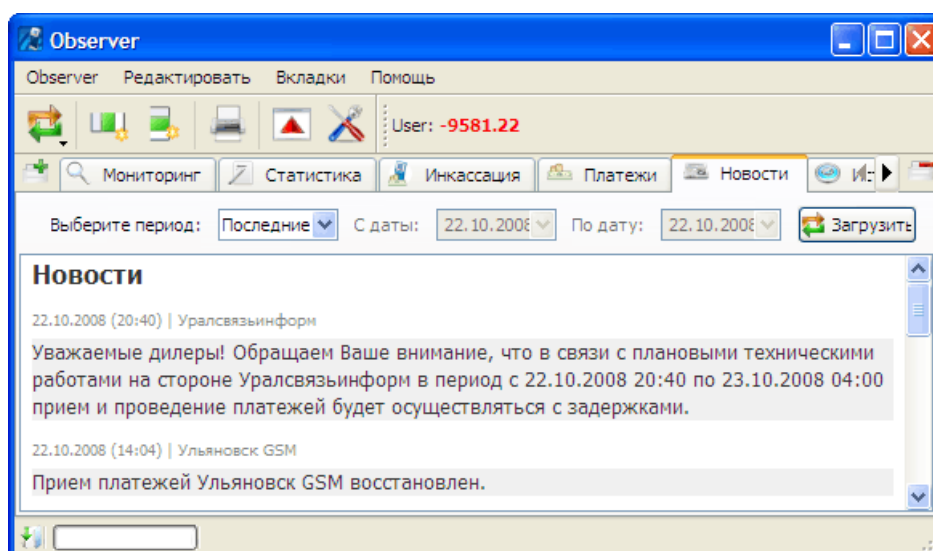 Observer
Observer Редактировать Вкладки Помощь
User: -9581.22
Мониторинг Статистика Инкассация Платежи Новости
Выберите период: Последние С даты: 22.10.2008 По дату: 22.10.2008 Загрузить
Новости
22.10.2008 (20:40) | Уралсвязьинформ
Уважаемые дилеры! Обращаем Ваше внимание, что в связи с плановыми техническими
работами на стороне Уралсвязьинформ в период с 22.10.2008 20:40 по 23.10.2008 04:00
прием и проведение платежей будет осуществляться с задержками.
22.10.2008 (14:04) | Ульяновск GSM
Прием платежей Ульяновск GSM восстановлен.